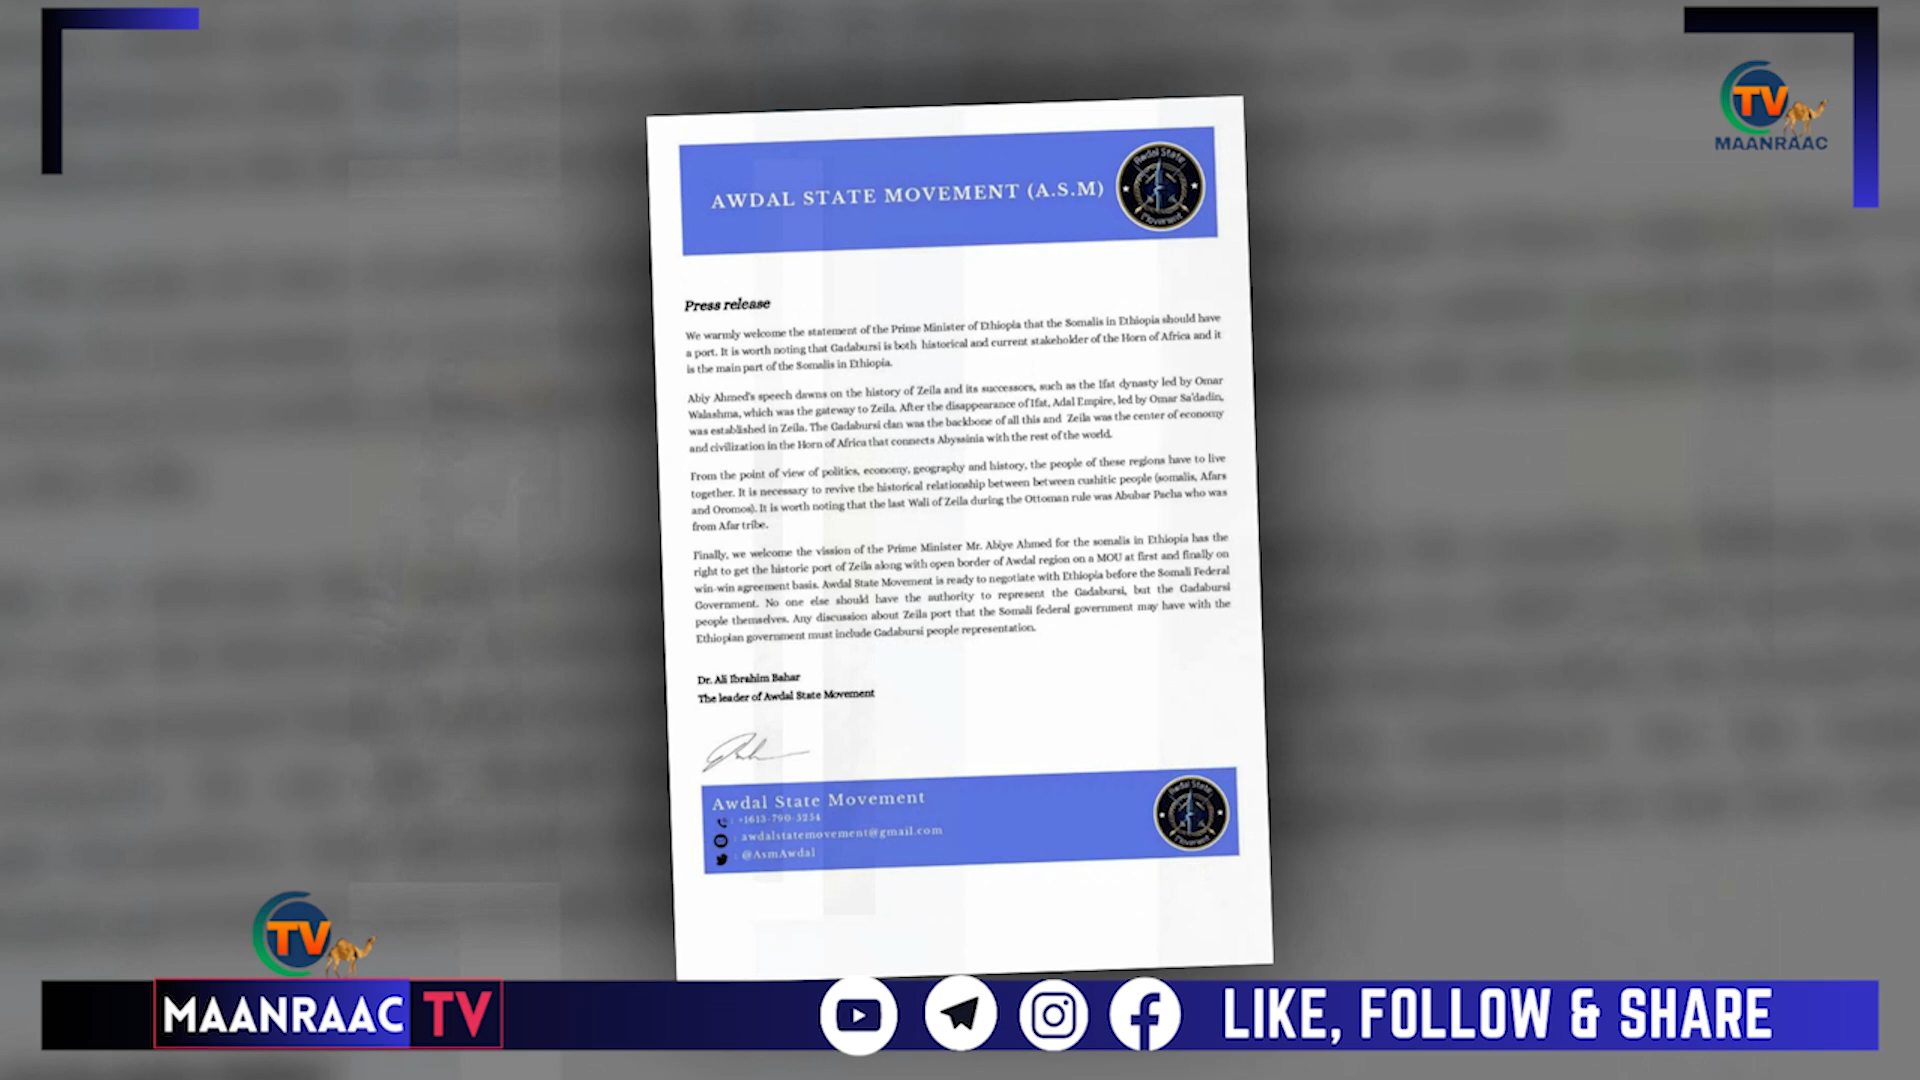 TV
MAANRAAC
AWDAL STATE MOVEMENT (A.S.M)
Awdal State
Movement
Press release
We warmly welcome the statement of the Prime Minister of Ethiopia that the Somalis in Ethiopia should have
a port. It is worth noting that Gadabursi is both historical and current stakeholder of the Horn of Africa and it
is the main part of the Somalis in Ethiopia.
Abiy Ahmed's speech dawns on the history of Zeila and its successors, such as the Ifat dynasty led by Omar
Walashma, which was the gateway to Zeila. After the disappearance of Ifat, Adal Empire, led by Omar Sa'dadin,
was established in Zeila. The Gadabursi clan was the backbone of all this and Zeila was the center of economy
and civilization in the Horn of Africa that connects Abyssinia with the rest of the world.
From the point of view of politics, economy, geography and history, the people of these regions have to live
together. It is necessary to revive the historical relationship between between cushitic people (somalis, Afars
and Oromos). It is worth noting that the last Wali of Zeila during the Ottoman rule was Abubar Pacha who was
from Afar tribe.
Finally, we welcome the vission of the Prime Minister Mr. Abiye Ahmed for the somalis in Ethiopia has the
right to get the historic port of Zeila along with open border of Awdal region on a MOU at first and finally on
win-win agreement basis. Awdal State Movement is ready to negotiate with Ethiopia before the Somali Federal
Government. No one else should have the authority to represent the Gadabursi, but the Gadabursi
people themselves. Any discussion about Zeila port that the Somali federal government may have with the
Ethiopian government must include Gadabursi people representation.
Dr. Ali Ibrahim Bahar
The leader of Awdal State Movement
Awdal State Movement
: +1613-790-5254
: awdalstatemovement@gmail.com
: @AsmAwdal
Awdal State
Movement
TV
MAANRAAC TV
LIKE, FOLLOW & SHARE